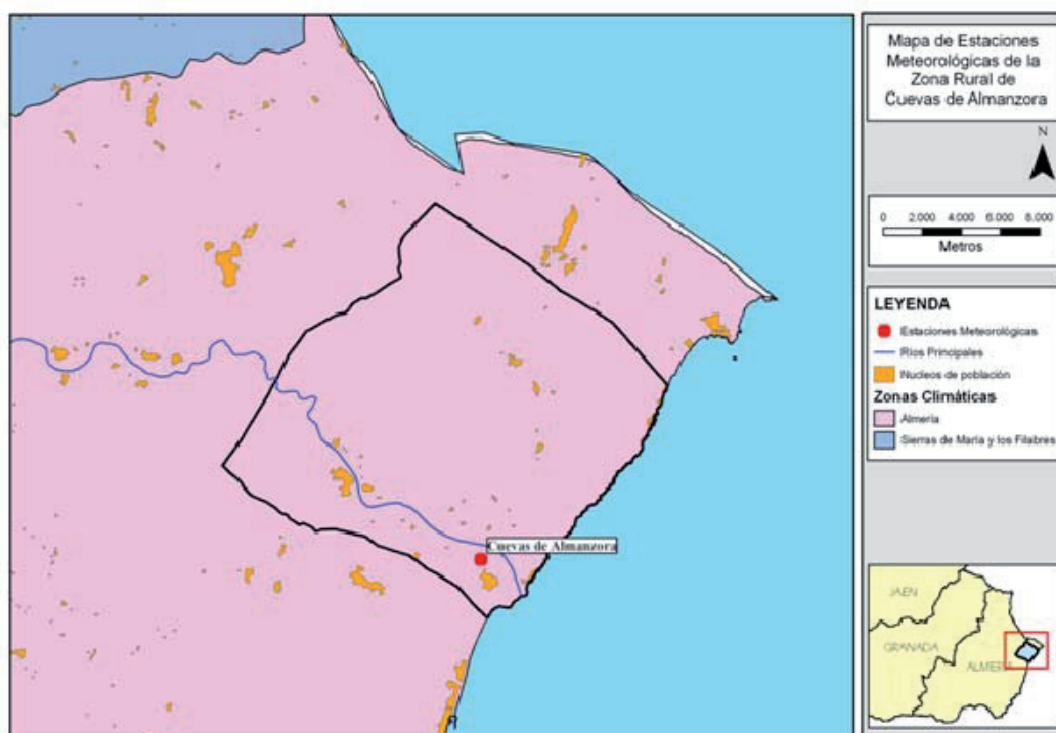 Mapa de Estaciones
Meteorológicas de la
Zona Rural de
Cuevas de Almanzora
N
0 2.000 4.000 6.000 8.000
Metros
LEYENDA
Estaciones Meteorológicas
Ríos Principales
Nucleos de población
Zonas Climáticas
Almería
Sierras de María y los Filabres
Cuevas de Almanzora
JAEN
GRANADA
ALMERIA